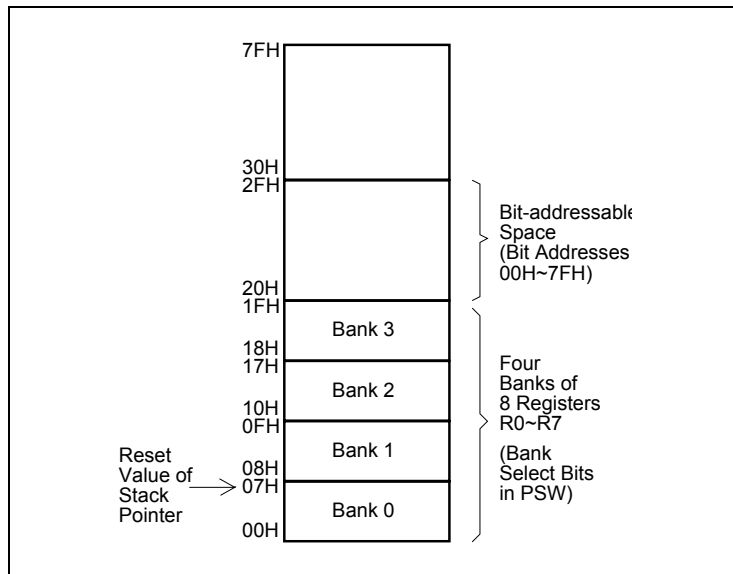 7FH
30H
2FH
Bit-addressable
Space
(Bit Addresses
00H~7FH)
20H
1FH
Bank 3
18H
17H
Bank 2
10H
0FH
Four
Banks of
8 Registers
R0~R7
(Bank
Select Bits
in PSW)
Bank 1
08H
07H
Reset
Value of
Stack
Pointer
Bank 0
00H